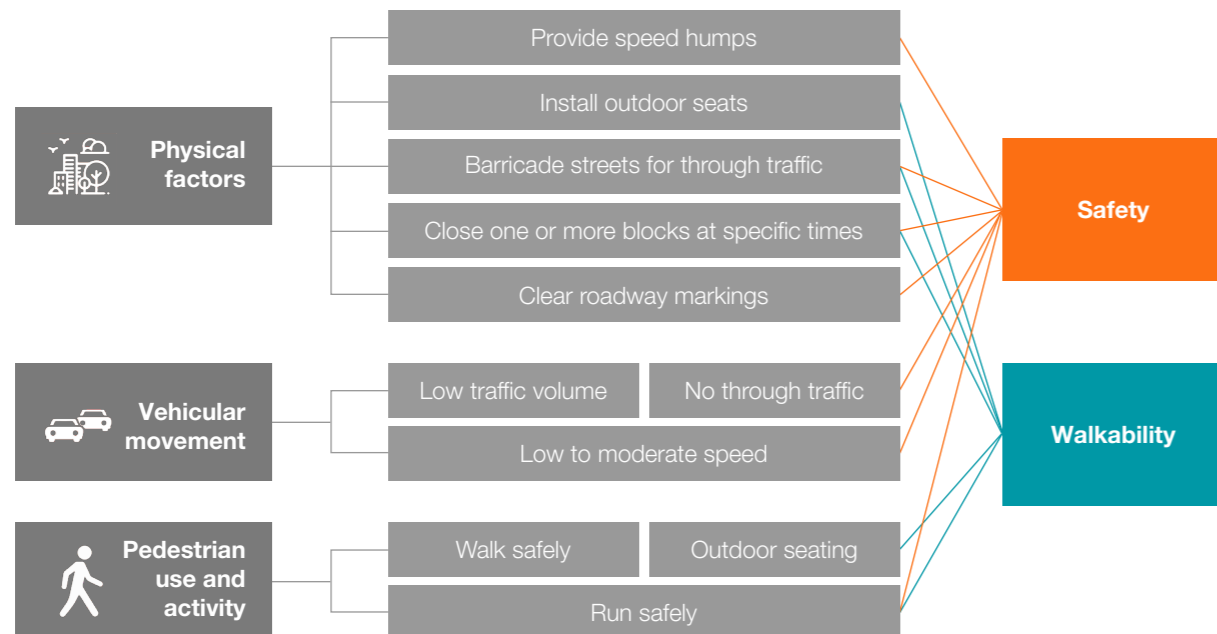 Provide speed humps
Install outdoor seats
Physical
factors
Barricade streets for through traffic
Safety
Close one or more blocks at specific times
Clear roadway markings
Vehicular
movement
Low traffic volume
No through traffic
Low to moderate speed
Walkability
Pedestrian
use and
activity
Walk safely
Outdoor seating
Run safely